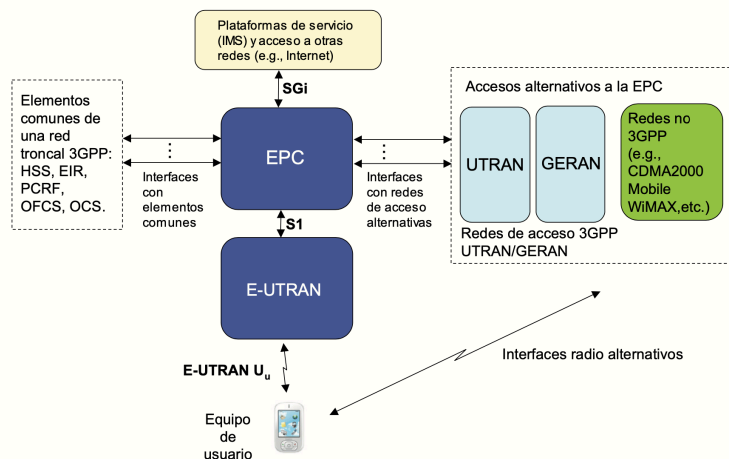 Plataformas de servicio
(IMS) y acceso a otras
redes (e.g., Internet)
SGi
Elementos
comunes de
una red
troncal 3GPP:
HSS, EIR,
PCRF,
OFCS, OCS.
Interfaces
con
elementos
comunes
EPC
Interfaces
con redes
de acceso
alternativas
Accesos alternativos a la EPC
UTRAN
GERAN
Redes no
3GPP
(e.g.,
CDMA2000
Mobile
WiMAX,etc.)
Redes de acceso 3GPP
UTRAN/GERAN
S1
E-UTRAN
E-UTRAN Uu
Interfaces radio alternativos
Equipo
de
usuario